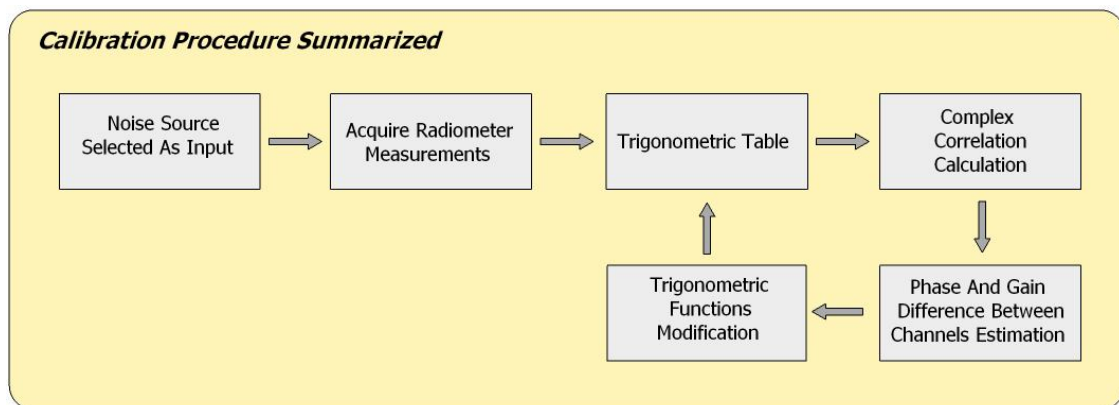 Calibration Procedure Summarized
Noise Source
Selected As Input
Acquire Radiometer
Measurements
Trigonometric Table
Complex
Correlation
Calculation
Trigonometric
Functions
Modification
Phase And Gain
Difference Between
Channels Estimation